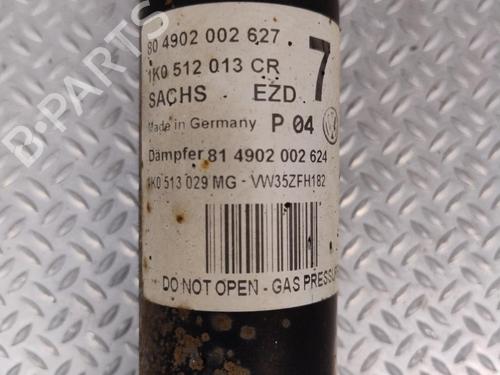 80 4902 002 627
1K0 512 013 CR
7
SACHS EZD
Made in Germany P 04
Dämpfer 81 4902 002 624
1K0 513 029 MG - VW35ZFH182
DO NOT OPEN - GAS PRESSURE
B-PARTS